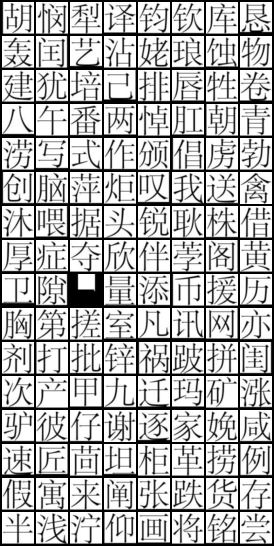 胡悯犁译钧钦库恳
轰闰艺沾姥琅蚀物
建犹培己排唇牲卷
八午番两悼肛朝青
涝写式作颁倡虏勃
创脑萍炬叹我送禽
沐喂据头锐耿株借
厚症夺欣伴荸阁黄
卫隙量添币援历
胸第搓室凡讯网亦
剂打批锌祸跛拼闺
次产甲九迁玛矿涨
驴彼仔谢逐家娩咸
速匠茴坦柜革捞例
假寓来阐张跌货存
半浅泞仰画将铭尝